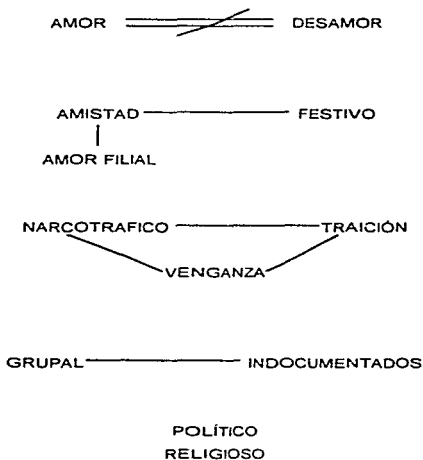 AMOR DESAMOR
AMISTAD FESTIVO
AMOR FILIAL
NARCOTRAFICO TRAICIÓN
VENGANZA
GRUPAL INDOCUMENTADOS
POLÍTICO
RELIGIOSO